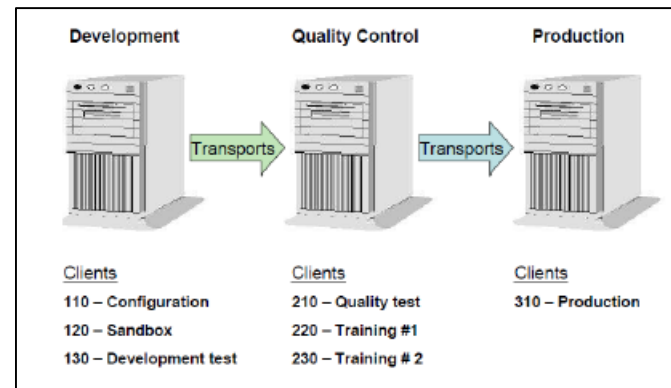 Development
Quality Control
Production
Transports
Transports
Clients
110 – Configuration
120 – Sandbox
130 – Development test
Clients
210 – Quality test
220 – Training #1
230 – Training # 2
Clients
310 – Production